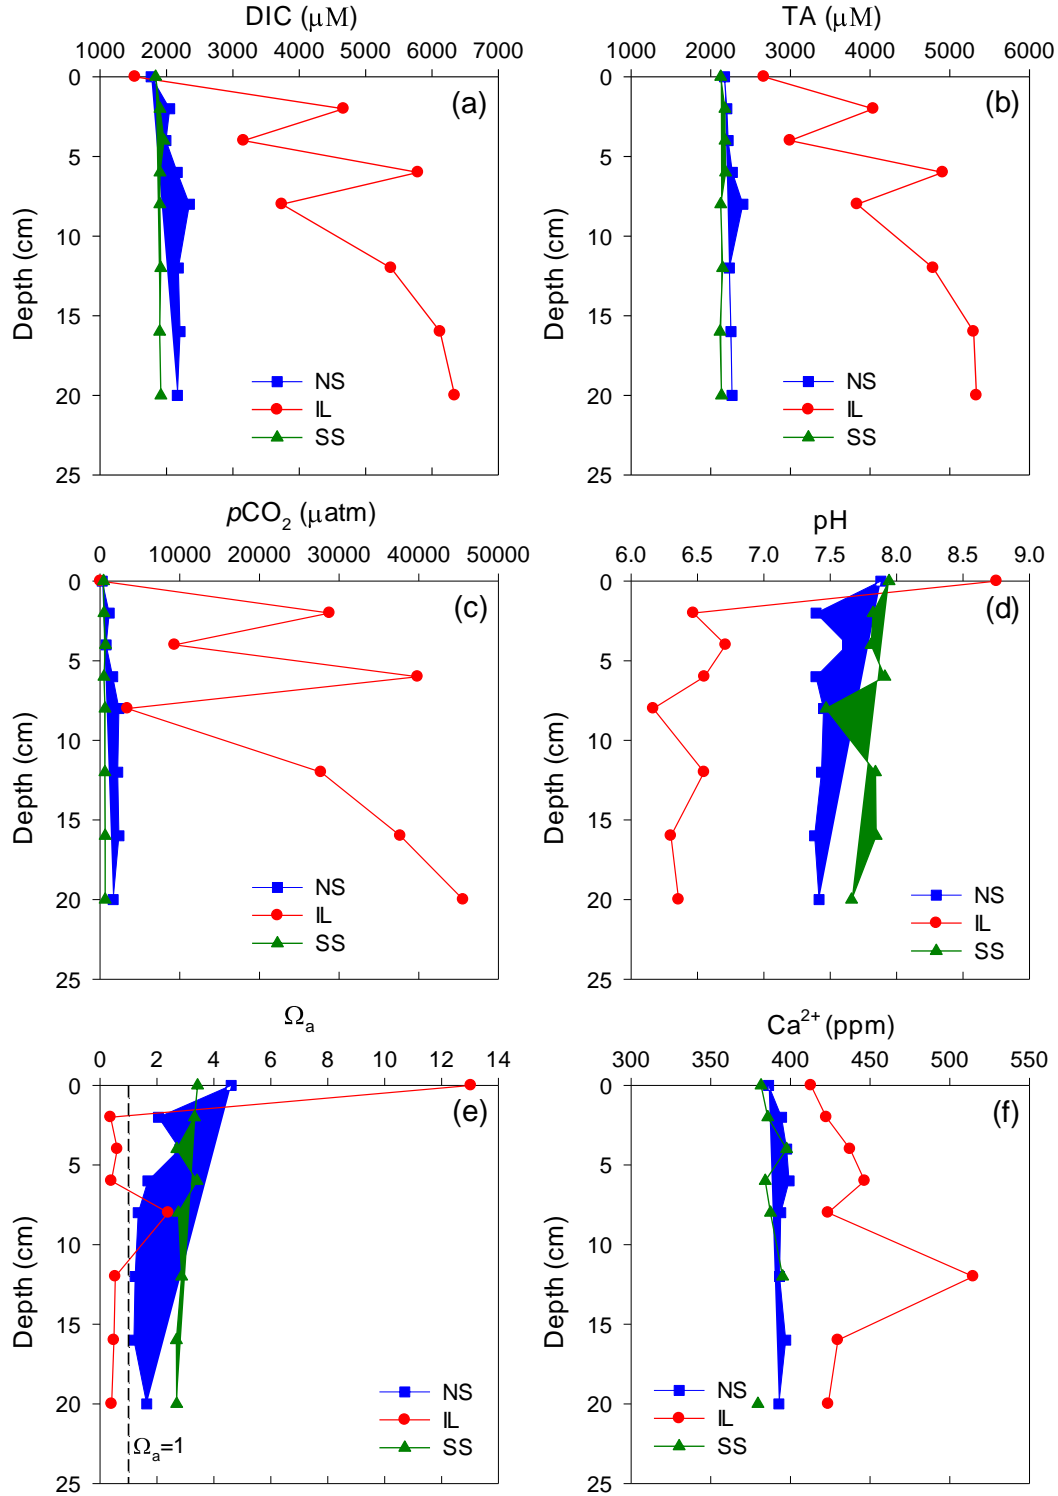 DIC (μM)
1000 2000 3000 4000 5000 6000 7000
0
5
10
15
20
25
Depth (cm)
(a)
NS
IL
SS
TA (μM)
1000 2000 3000 4000 5000 6000
0
5
10
15
20
25
Depth (cm)
(b)
NS
IL
SS
pCO₂ (μatm)
0 10000 20000 30000 40000 50000
0
5
10
15
20
25
Depth (cm)
(c)
NS
IL
SS
pH
6.0 6.5 7.0 7.5 8.0 8.5 9.0
0
5
10
15
20
25
Depth (cm)
(d)
NS
IL
SS
Ωₐ
0 2 4 6 8 10 12 14
0
5
10
15
20
25
Depth (cm)
(e)
NS
IL
SS
Ωₐ=1
Ca²⁺ (ppm)
300 350 400 450 500 550
0
5
10
15
20
25
Depth (cm)
(f)
NS
IL
SS